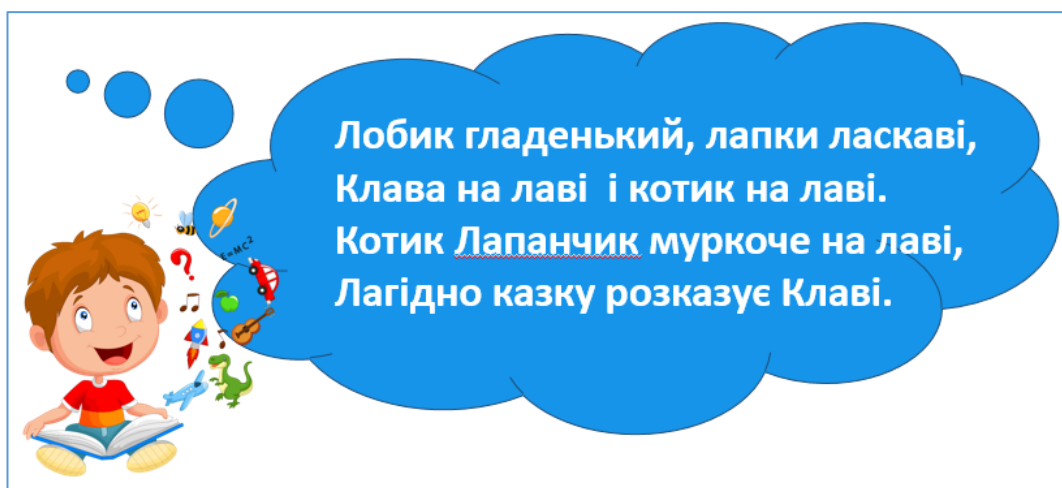 Лобик гладенький, лапки ласкаві,
Клава на лаві і котик на лаві.
Котик Лапанчик муркоче на лаві,
Лагідно казку розказує Клаві.
E=MC²